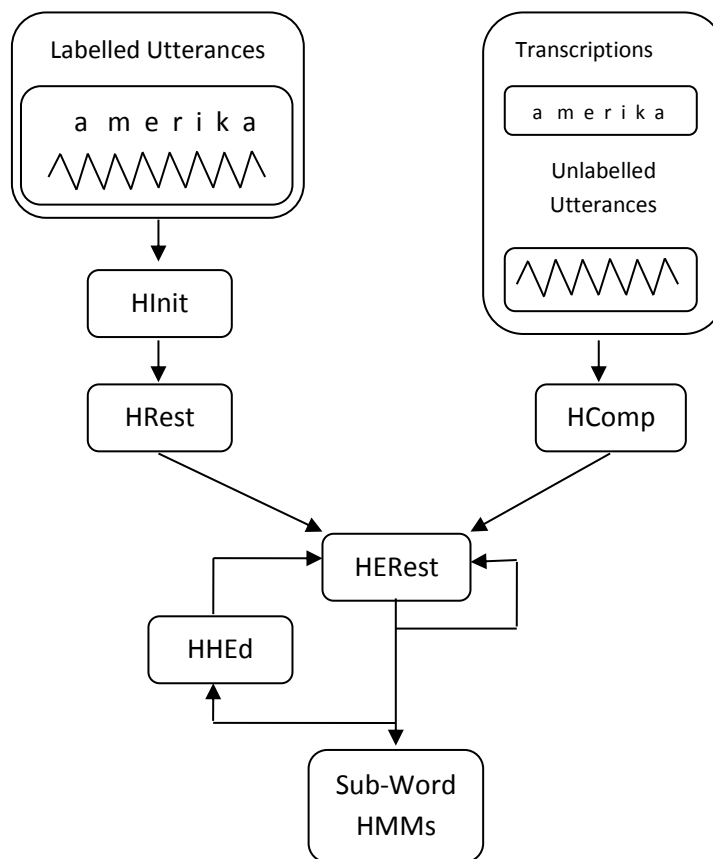 Labelled Utterances
a m e r i k a
HInit
HRest
Transcriptions
a m e r i k a
Unlabelled
Utterances
HComp
HERest
HHEd
Sub-Word
HMMs